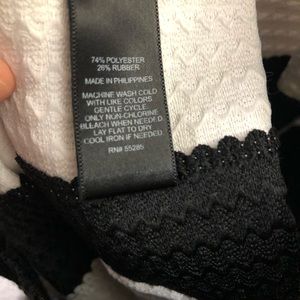 74% POLYESTER
26% RUBBER
MADE IN PHILIPPINES
MACHINE WASH COLD
WITH LIKE COLORS
GENTLE CYCLE
ONLY NON-CHLORINE
BLEACH WHEN NEEDED
LAY FLAT TO DRY
COOL IRON IF NEEDED
RN# 55285